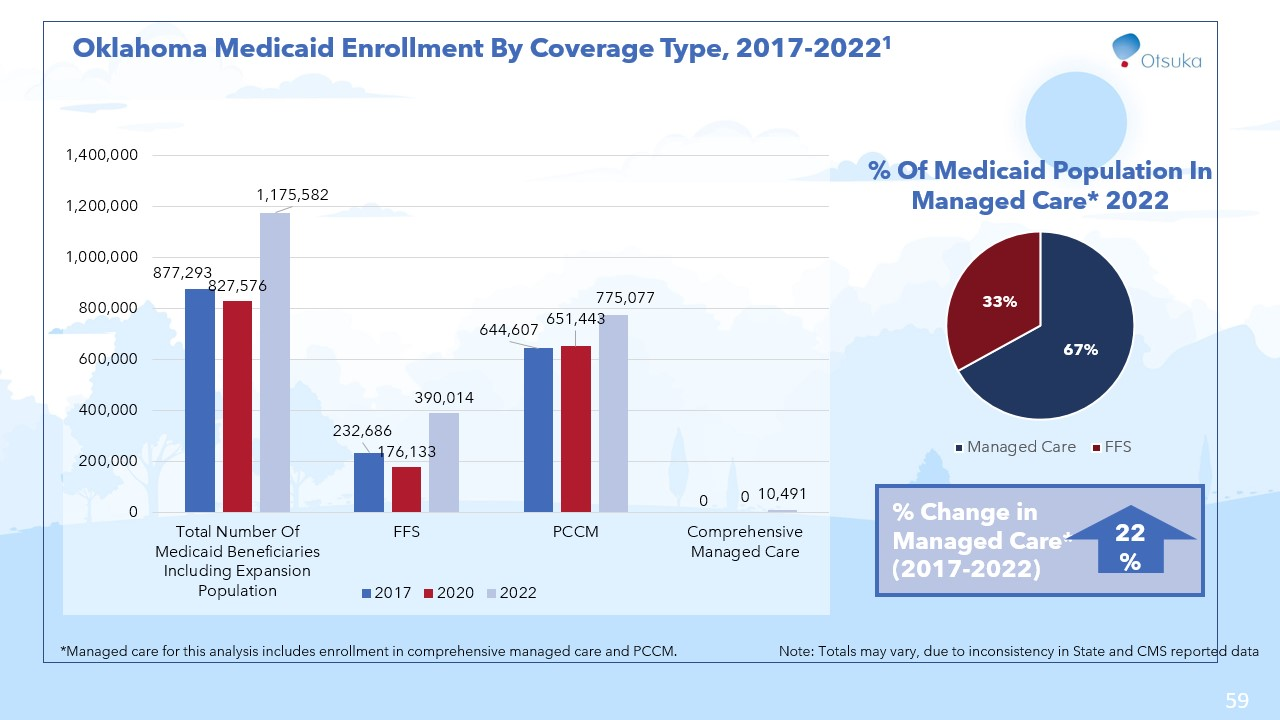 Oklahoma Medicaid Enrollment By Coverage Type, 2017-2022¹
Otsuka
1,400,000
1,200,000
1,000,000
800,000
600,000
400,000
200,000
0
877,293
827,576
1,175,582
232,686
176,133
390,014
644,607
651,443
775,077
0
0
10,491
Total Number Of
Medicaid Beneficiaries
Including Expansion
Population
FFS
PCCM
Comprehensive
Managed Care
2017 2020 2022
% Of Medicaid Population In
Managed Care* 2022
33%
67%
Managed Care FFS
% Change in
Managed Care*
(2017-2022)
22
%
*Managed care for this analysis includes enrollment in comprehensive managed care and PCCM.
Note: Totals may vary, due to inconsistency in State and CMS reported data
59